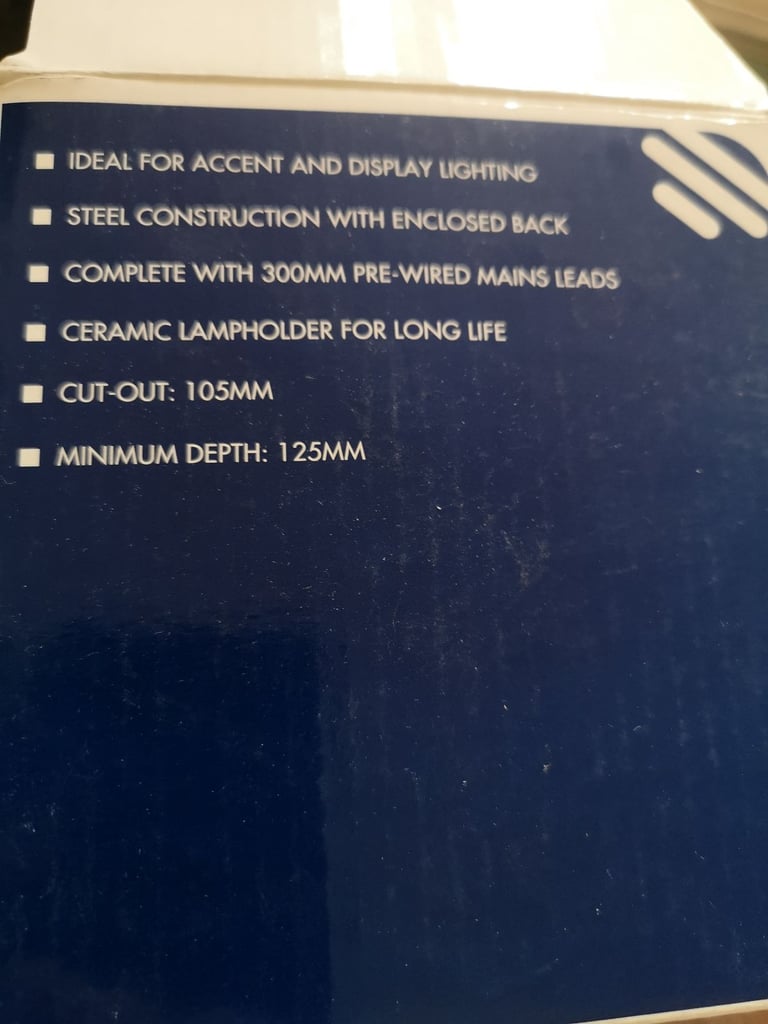 IDEAL FOR ACCENT AND DISPLAY LIGHTING
STEEL CONSTRUCTION WITH ENCLOSED BACK
COMPLETE WITH 300MM PRE-WIRED MAINS LEADS
CERAMIC LAMPHOLDER FOR LONG LIFE
CUT-OUT: 105MM
MINIMUM DEPTH: 125MM